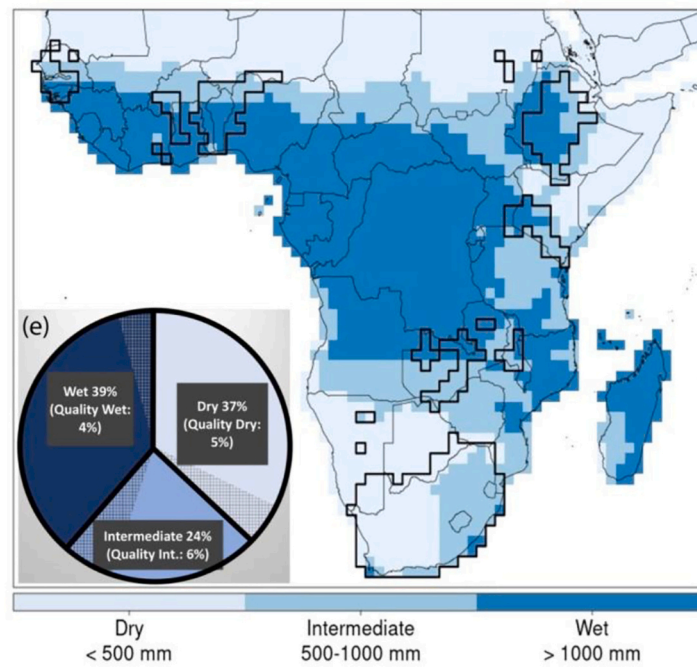 (e)
Wet 39%
(Quality Wet:
4%)
Dry 37%
(Quality Dry:
5%)
Intermediate 24%
(Quality Int.: 6%)
Dry
< 500 mm
Intermediate
500-1000 mm
Wet
> 1000 mm